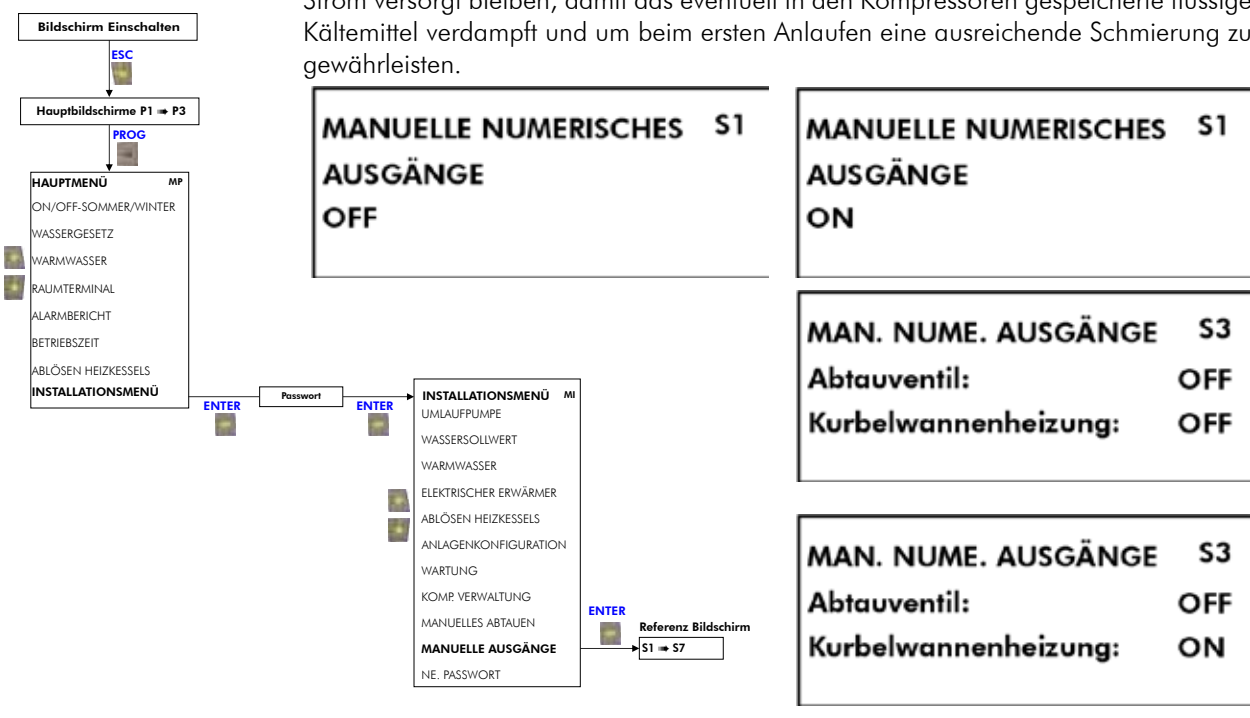 Strom versorgt bleiben, damit das eventuell in den Kompressoren gespeicherte flüssige
Kältemittel verdampft und um beim ersten Anlaufen eine ausreichende Schmierung zu
gewährleisten.
Bildschirm Einschalten
ESC
Hauptbildschirme P1 ➠ P3
PROG
HAUPTMENÜ MP
ON/OFF-SOMMER/WINTER
WASSERGESETZ
WARMWASSER
RAUMTERMINAL
ALARMBERICHT
BETRIEBSZEIT
ABLÖSEN HEIZKESSELS
INSTALLATIONSMENÜ
ENTER
Passwort
ENTER
INSTALLATIONSMENÜ MI
UMLAUFPUMPE
WASSERSOLLWERT
WARMWASSER
ELEKTRISCHER ERWÄRMER
ABLÖSEN HEIZKESSELS
ANLAGENKONFIGURATION
WARTUNG
KOMP. VERWALTUNG
MANUELLES ABTAUEN
MANUELLE AUSGÄNGE
NE. PASSWORT
ENTER
Referenz Bildschirm
S1 ➠ S7
MANUELLE NUMERISCHES S1
AUSGÄNGE
OFF
MANUELLE NUMERISCHES S1
AUSGÄNGE
ON
MAN. NUME. AUSGÄNGE S3
Abtauventil: OFF
Kurbelwannenheizung: OFF
MAN. NUME. AUSGÄNGE S3
Abtauventil: OFF
Kurbelwannenheizung: ON